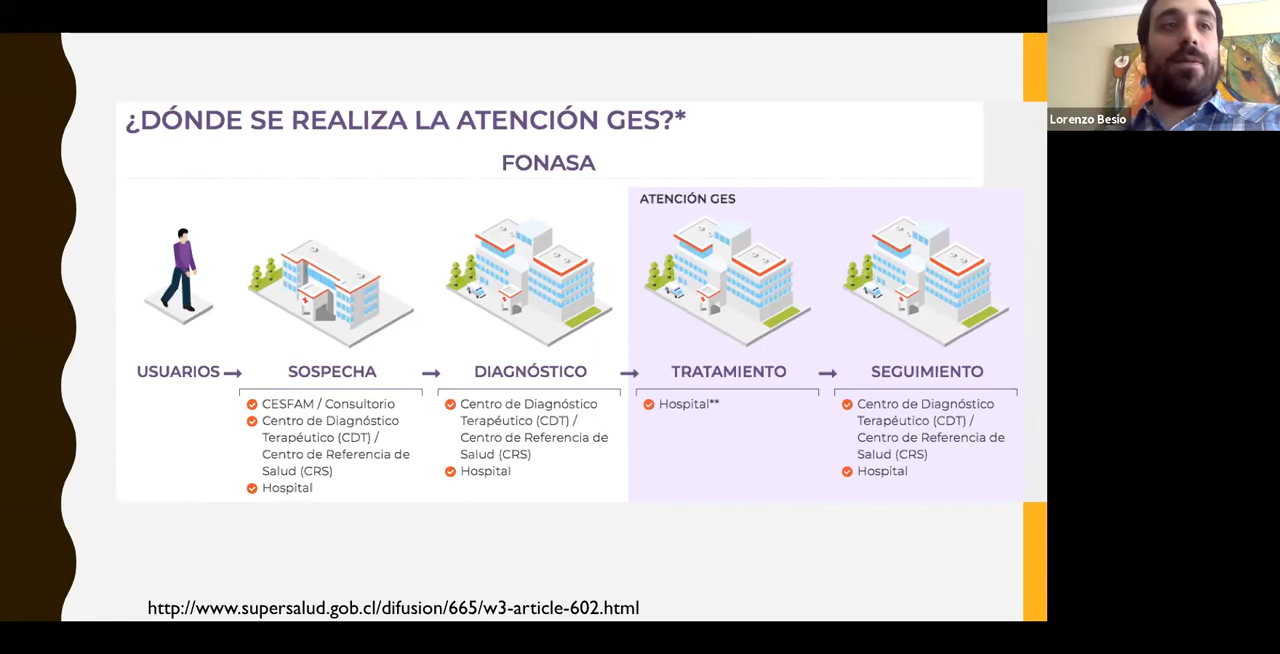 ¿DÓNDE SE REALIZA LA ATENCIÓN GES?*
FONASA
ATENCIÓN GES
USUARIOS
SOSPECHA
CESFAM / Consultorio
Centro de Diagnóstico
Terapéutico (CDT) /
Centro de Referencia de
Salud (CRS)
Hospital
DIAGNÓSTICO
Centro de Diagnóstico
Terapéutico (CDT) /
Centro de Referencia de
Salud (CRS)
Hospital
TRATAMIENTO
Hospital**
SEGUIMIENTO
Centro de Diagnóstico
Terapéutico (CDT) /
Centro de Referencia de
Salud (CRS)
Hospital
http://www.supersalud.gob.cl/difusion/665/w3-article-602.html
Lorenzo Besio